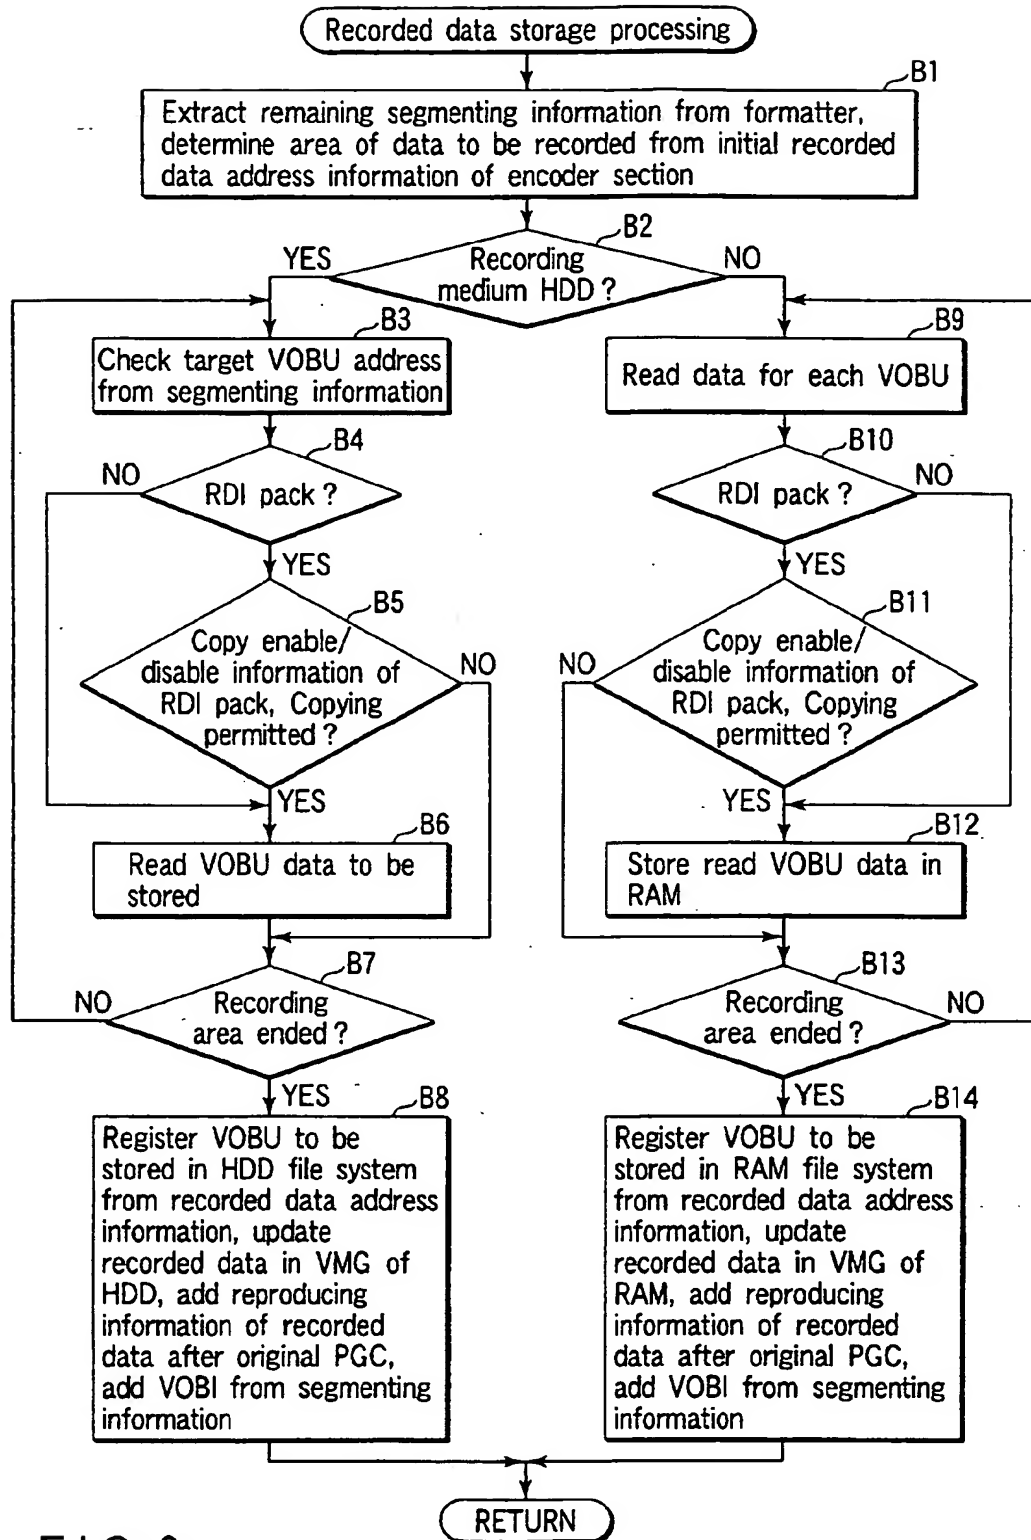 Recorded data storage processing
B1
Extract remaining segmenting information from formatter,
determine area of data to be recorded from initial recorded
data address information of encoder section
B2
YES
Recording
medium HDD ?
NO
B3
Check target VOBU address
from segmenting information
B4
NO
RDI pack ?
YES
B5
Copy enable/
disable information of
RDI pack, Copying
permitted ?
NO
YES
B6
Read VOBU data to be
stored
B7
NO
Recording
area ended ?
YES
B8
Register VOBU to be
stored in HDD file system
from recorded data address
information, update
recorded data in VMG of
HDD, add reproducing
information of recorded
data after original PGC,
add VOBI from segmenting
information
B9
Read data for each VOBU
B10
RDI pack ?
NO
YES
B11
NO
Copy enable/
disable information of
RDI pack, Copying
permitted ?
YES
B12
Store read VOBU data in
RAM
B13
Recording
area ended ?
NO
YES
B14
Register VOBU to be
stored in RAM file system
from recorded data address
information, update
recorded data in VMG of
RAM, add reproducing
information of recorded
data after original PGC,
add VOBI from segmenting
information
RETURN